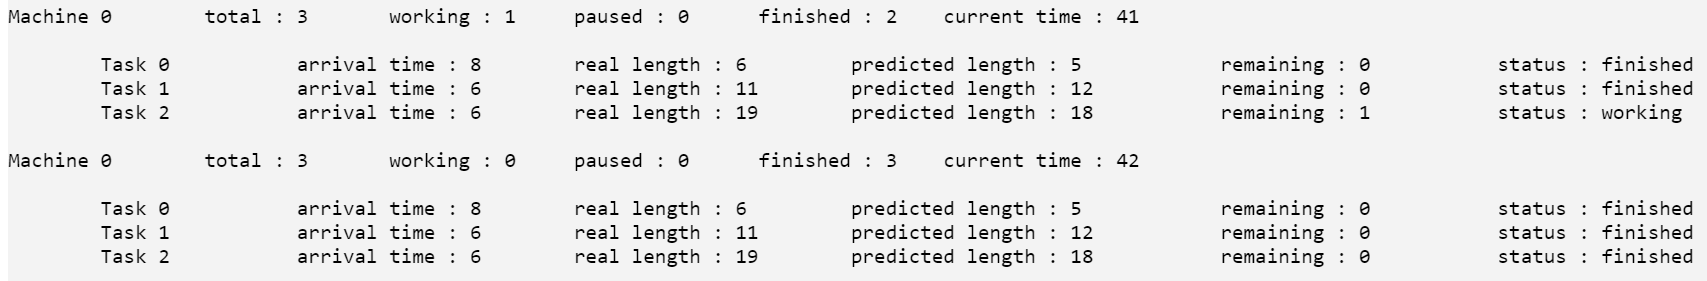 Machine 0 total : 3 working : 1 paused : 0 finished : 2 current time : 41
Task 0 arrival time : 8 real length : 6 predicted length : 5 remaining : 0 status : finished
Task 1 arrival time : 6 real length : 11 predicted length : 12 remaining : 0 status : finished
Task 2 arrival time : 6 real length : 19 predicted length : 18 remaining : 1 status : working
Machine 0 total : 3 working : 0 paused : 0 finished : 3 current time : 42
Task 0 arrival time : 8 real length : 6 predicted length : 5 remaining : 0 status : finished
Task 1 arrival time : 6 real length : 11 predicted length : 12 remaining : 0 status : finished
Task 2 arrival time : 6 real length : 19 predicted length : 18 remaining : 0 status : finished